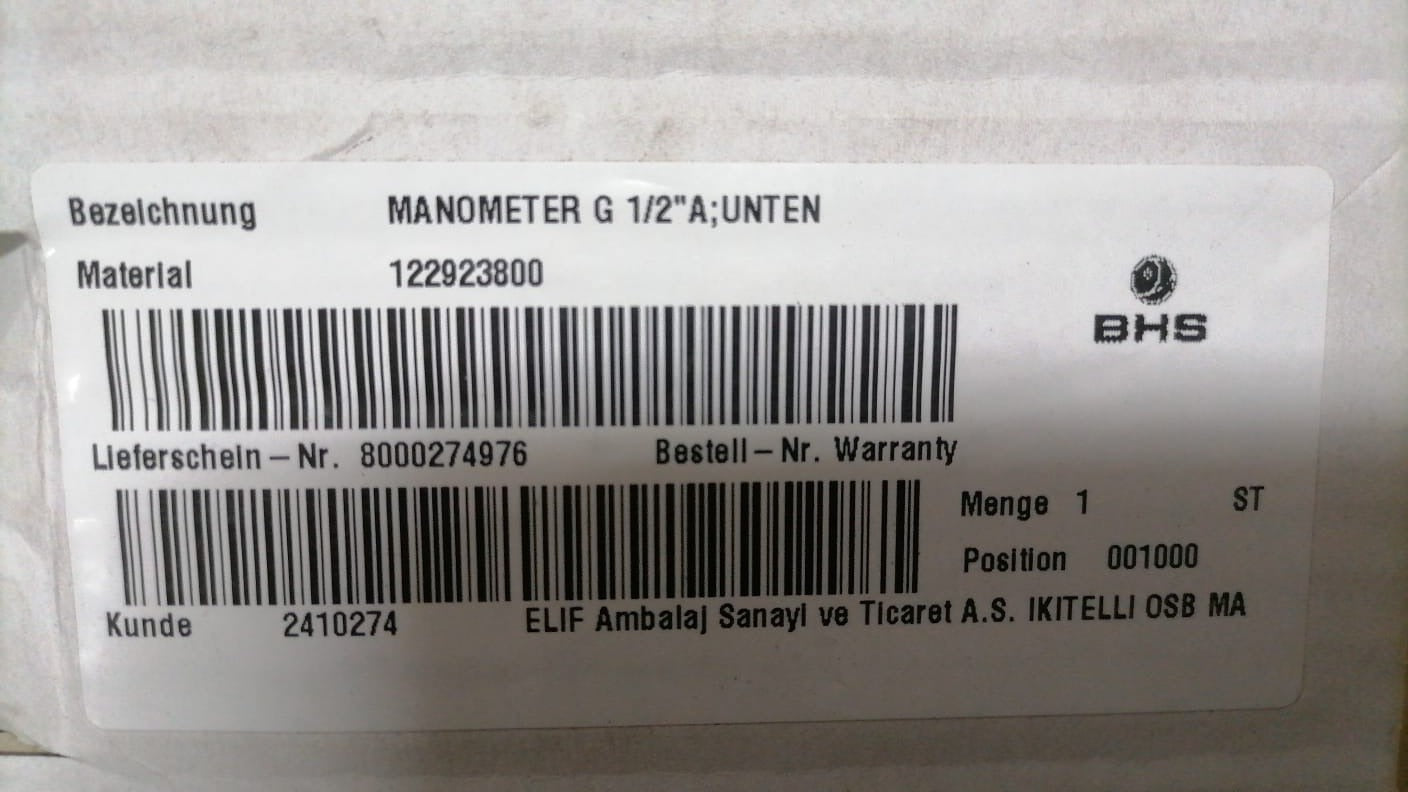 Bezeichnung MANOMETER G 1/2"A;UNTEN
Material 122923800
BHS
Lieferschein-Nr. 8000274976 Bestell-Nr. Warranty
Menge 1 ST
Position 001000
Kunde 2410274 ELIF Ambalaj Sanayi ve Ticaret A.S. IKITELLI OSB MA